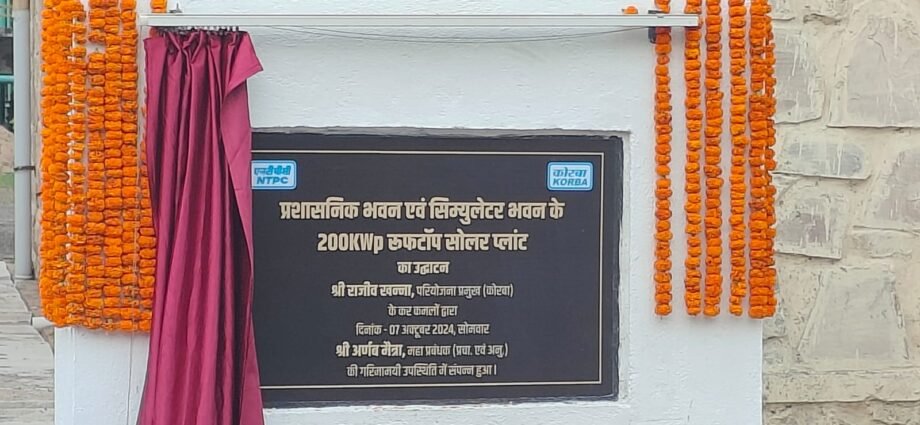 एनटीपीसी
NTPC
कोरबा
KORBA
प्रशासनिक भवन एवं सिम्युलेटर भवन के
200KWp रूफटॉप सोलर प्लांट
का उद्घाटन
श्री राजीव खन्ना, परियोजना प्रमुख (कोरबा)
के कर कमलों द्वारा
दिनांक - 07 अक्टूबर 2024, सोमवार
श्री अर्णब मैत्रा, महा प्रबंधक (प्रचा. एवं अनु.)
की गरिमामयी उपस्थिति में संपन्न हुआ।